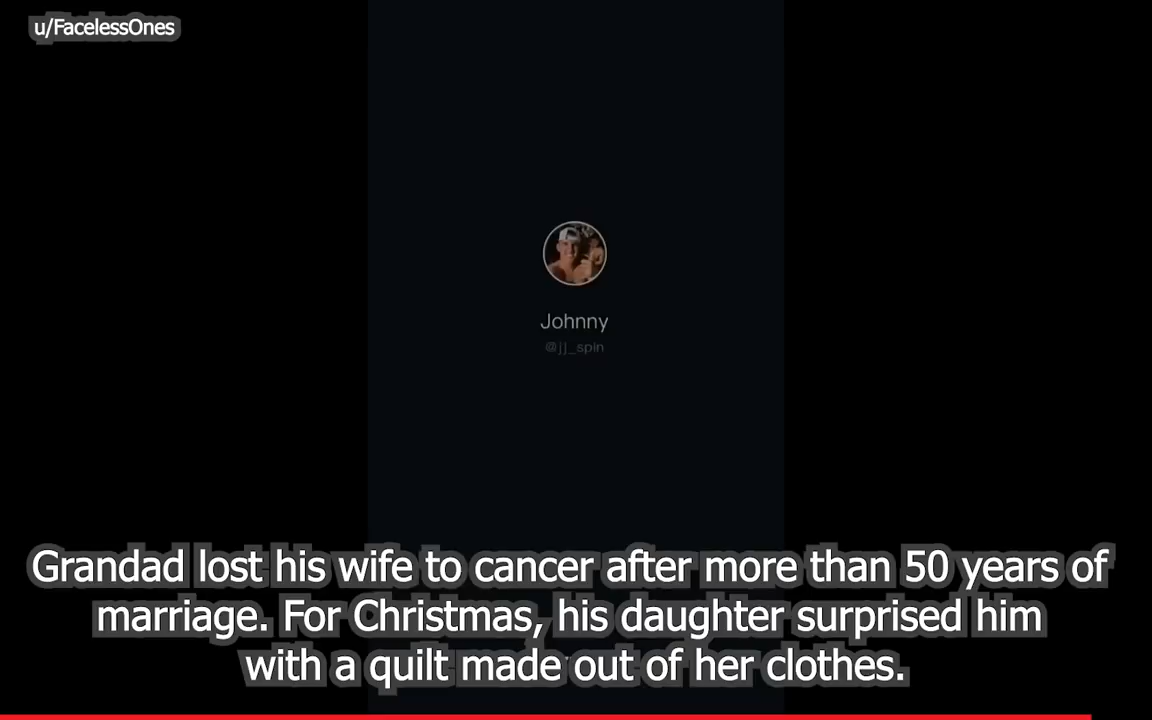 u/FacelessOnes
Johnny
@jj_spin
Grandad lost his wife to cancer after more than 50 years of
marriage. For Christmas, his daughter surprised him
with a quilt made out of her clothes.